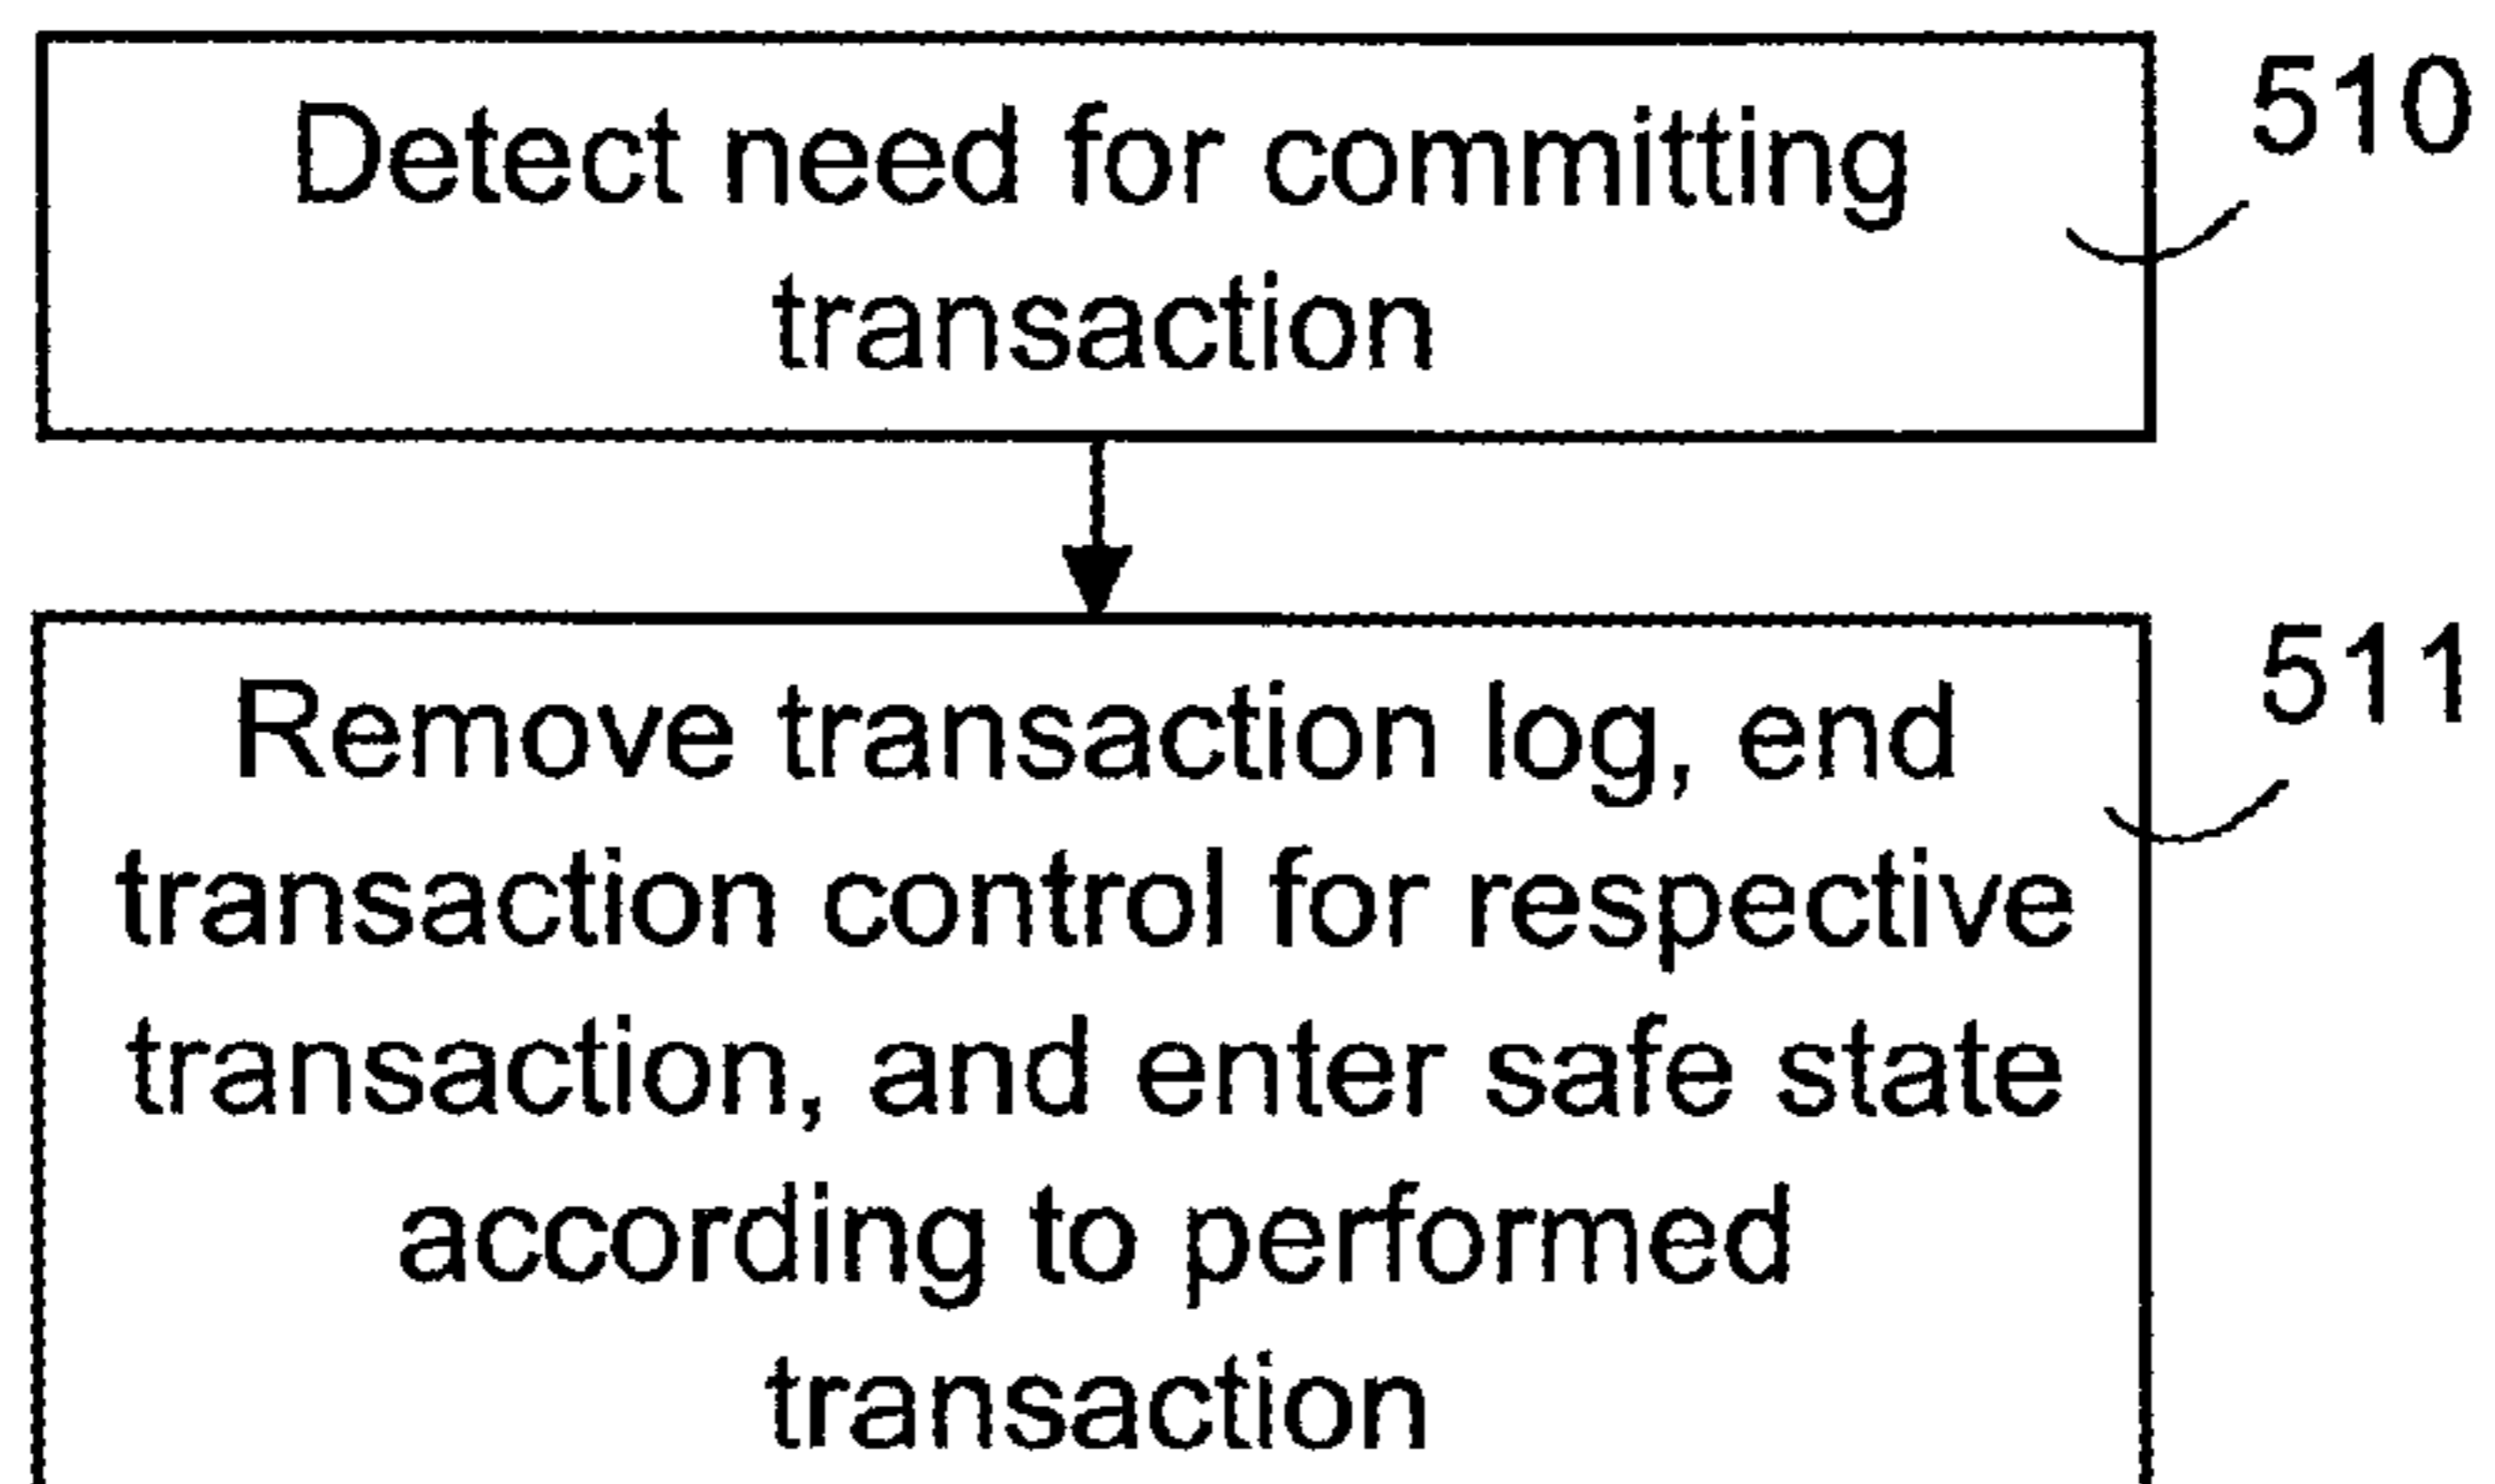 Detect need for committing
transaction
510
Remove transaction log, end
transaction control for respective
transaction, and enter safe state
according to performed
transaction
511